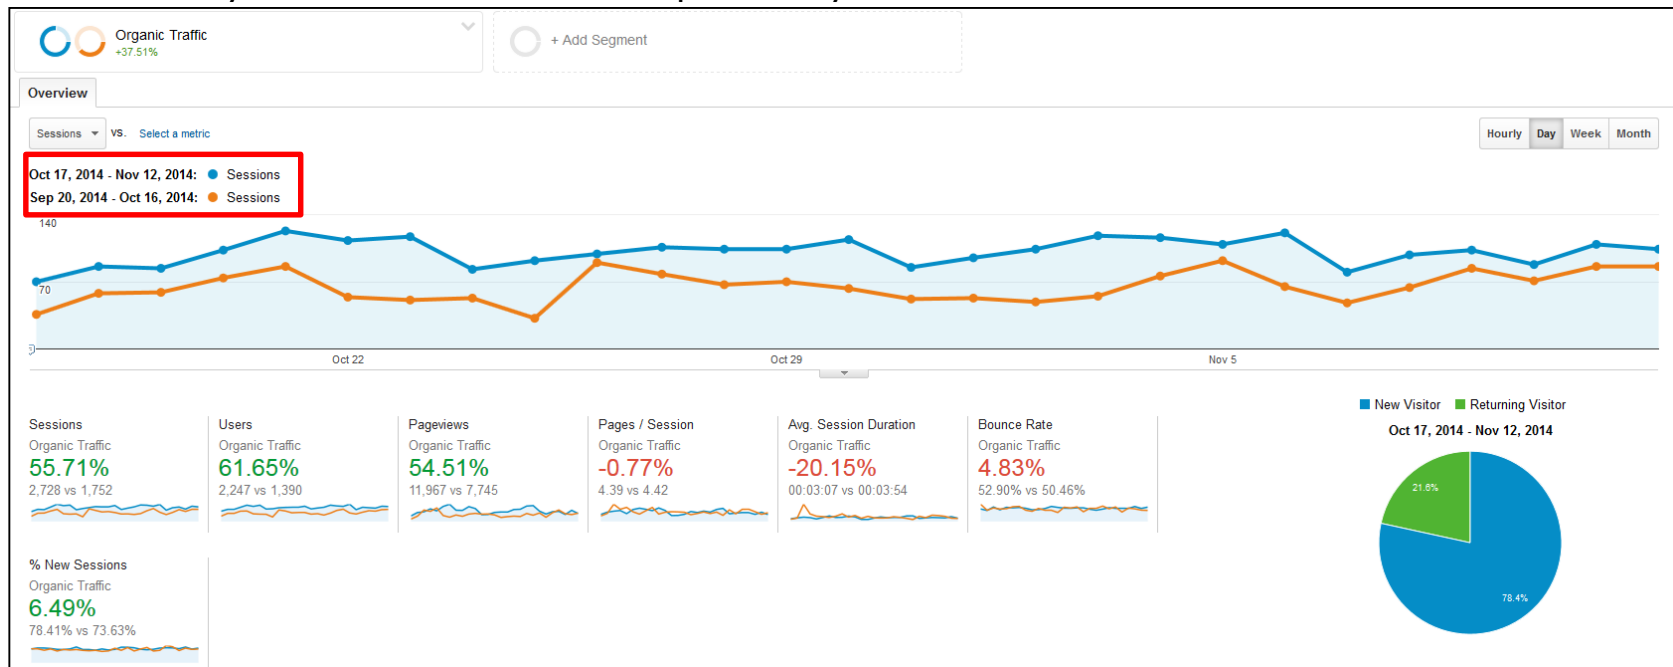 Organic Traffic
+37.51%
+ Add Segment
Overview
Sessions VS. Select a metric
Hourly Day Week Month
Oct 17, 2014 - Nov 12, 2014: Sessions
Sep 20, 2014 - Oct 16, 2014: Sessions
140
70
Oct 22 Oct 29 Nov 5
Sessions
Organic Traffic
55.71%
2,728 vs 1,752
Users
Organic Traffic
61.65%
2,247 vs 1,390
Pageviews
Organic Traffic
54.51%
11,967 vs 7,745
Pages / Session
Organic Traffic
-0.77%
4.39 vs 4.42
Avg. Session Duration
Organic Traffic
-20.15%
00:03:07 vs 00:03:54
Bounce Rate
Organic Traffic
4.83%
52.90% vs 50.46%
% New Sessions
Organic Traffic
6.49%
78.41% vs 73.63%
New Visitor Returning Visitor
Oct 17, 2014 - Nov 12, 2014
21.6%
78.4%